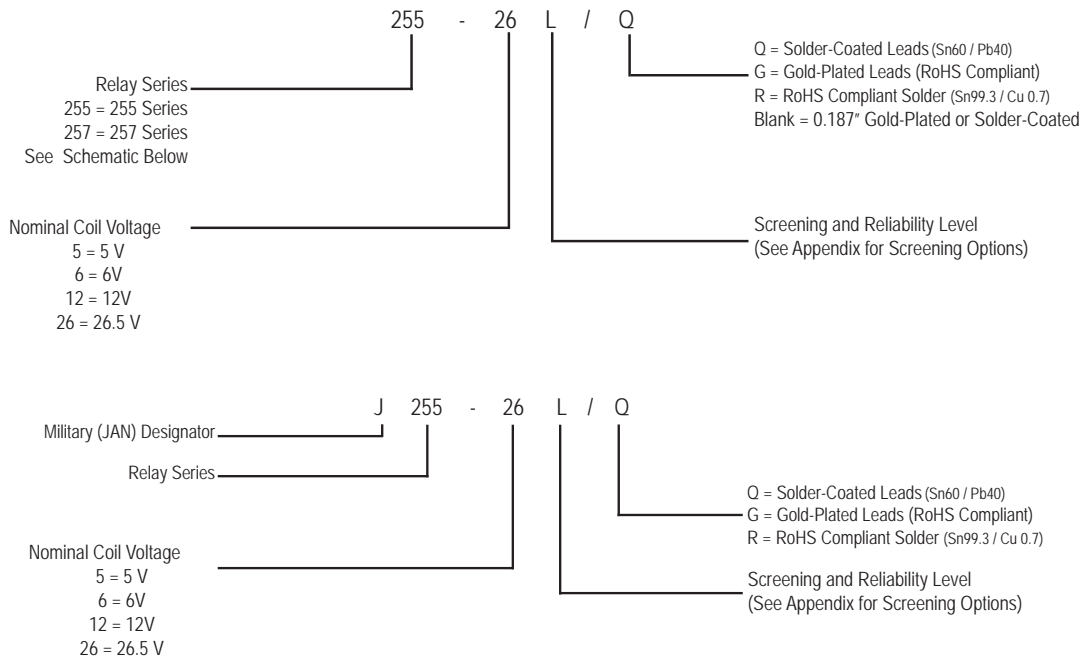 255 - 26 L / Q
Relay Series
255 = 255 Series
257 = 257 Series
See Schematic Below
Nominal Coil Voltage
5 = 5 V
6 = 6V
12 = 12V
26 = 26.5 V
Q = Solder-Coated Leads (Sn60 / Pb40)
G = Gold-Plated Leads (RoHS Compliant)
R = RoHS Compliant Solder (Sn99.3 / Cu 0.7)
Blank = 0.187″ Gold-Plated or Solder-Coated
Screening and Reliability Level
(See Appendix for Screening Options)
J 255 - 26 L / Q
Military (JAN) Designator
Relay Series
Nominal Coil Voltage
5 = 5 V
6 = 6V
12 = 12V
26 = 26.5 V
Q = Solder-Coated Leads (Sn60 / Pb40)
G = Gold-Plated Leads (RoHS Compliant)
R = RoHS Compliant Solder (Sn99.3 / Cu 0.7)
Screening and Reliability Level
(See Appendix for Screening Options)